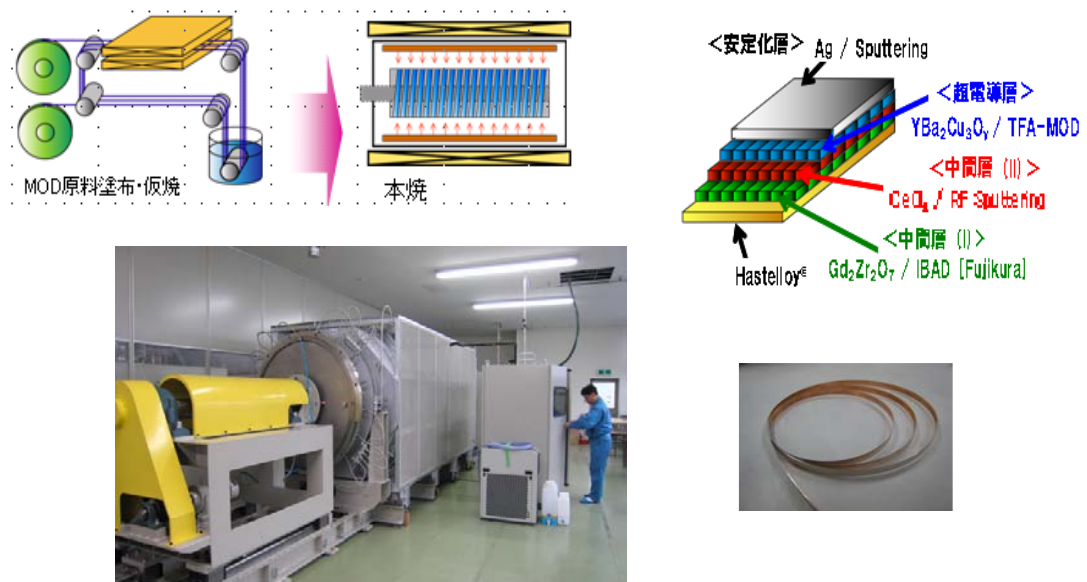 MOD原料塗布・仮焼
本焼
<安定化層> Ag / Sputtering
<超電導層>
YBa₂Cu₃Oᵧ / TFA-MOD
<中間層 (II)>
CeO₂ / RF-Sputtering
<中間層 (I)>
Gd₂Zr₂O₇ / IBAD [Fujikura]
Hastelloy®